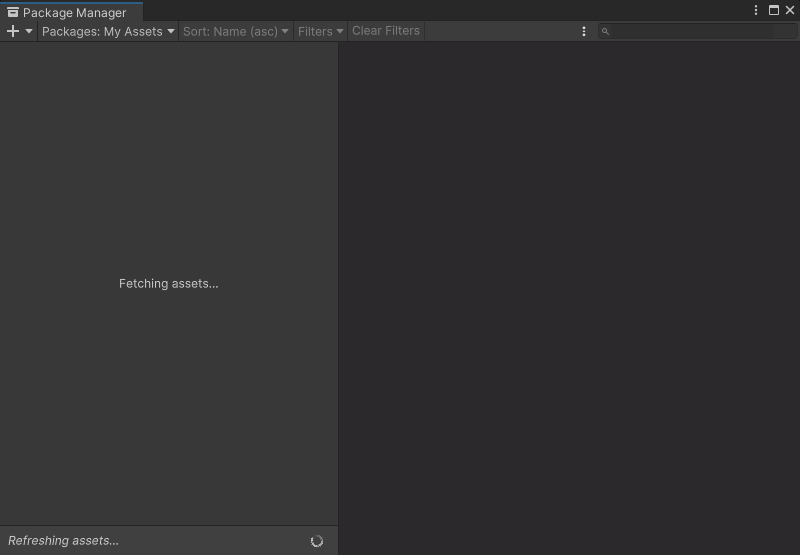 Package Manager
Packages: My Assets Sort: Name (asc) Filters Clear Filters
Fetching assets...
Refreshing assets...